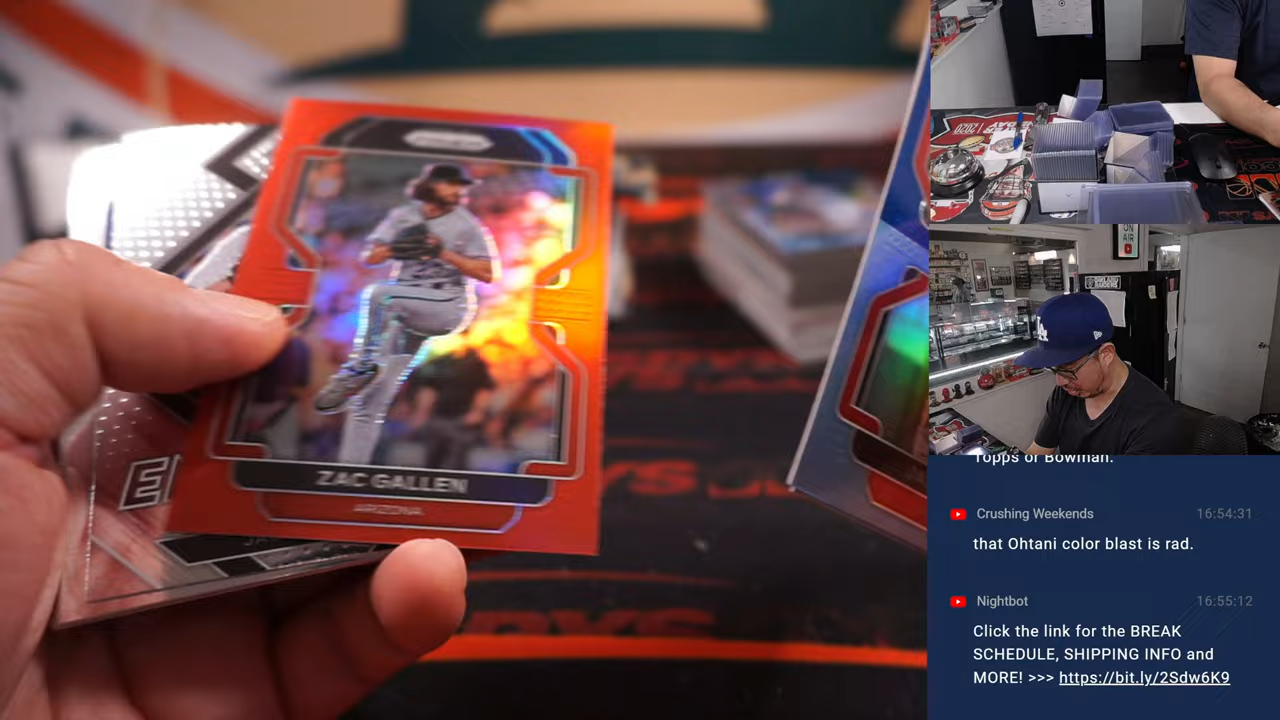 PRIZM
ZAC GALLEN
ARIZONA
ON
AIR
LA
Topps or Bowman.
Crushing Weekends 16:54:31
that Ohtani color blast is rad.
Nightbot 16:55:12
Click the link for the BREAK
SCHEDULE, SHIPPING INFO and
MORE! >>> https://bit.ly/2Sdw6K9